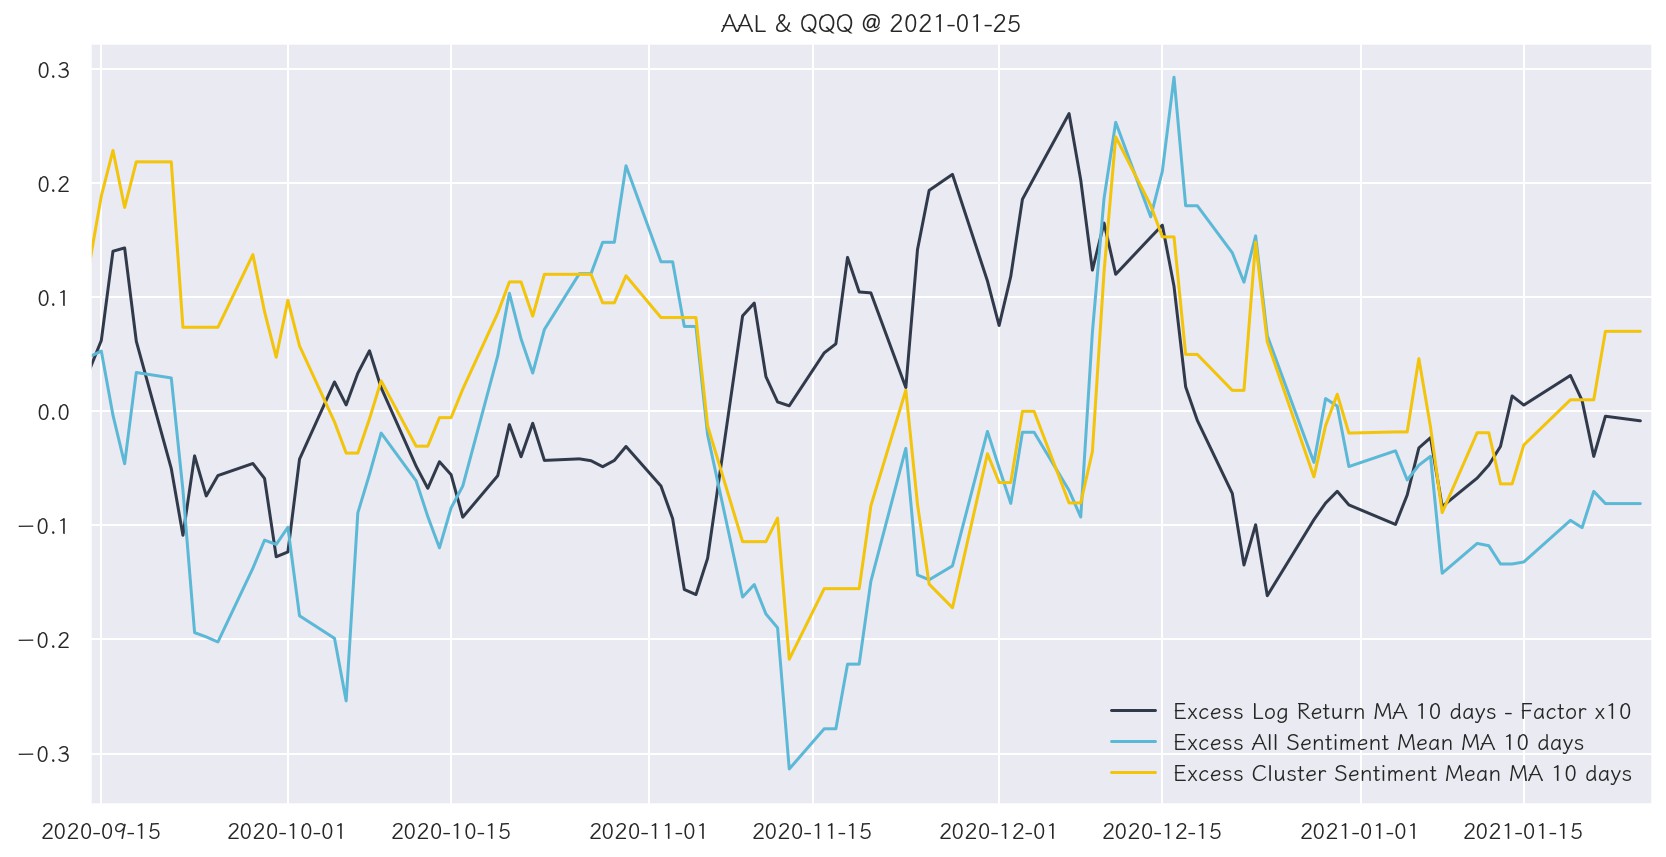 AAL & QQQ @ 2021-01-25
0.3
0.2
0.1
0.0
−0.1
−0.2
−0.3
Excess Log Return MA 10 days - Factor x10
Excess All Sentiment Mean MA 10 days
Excess Cluster Sentiment Mean MA 10 days
2020-09-15 2020-10-01 2020-10-15 2020-11-01 2020-11-15 2020-12-01 2020-12-15 2021-01-01 2021-01-15